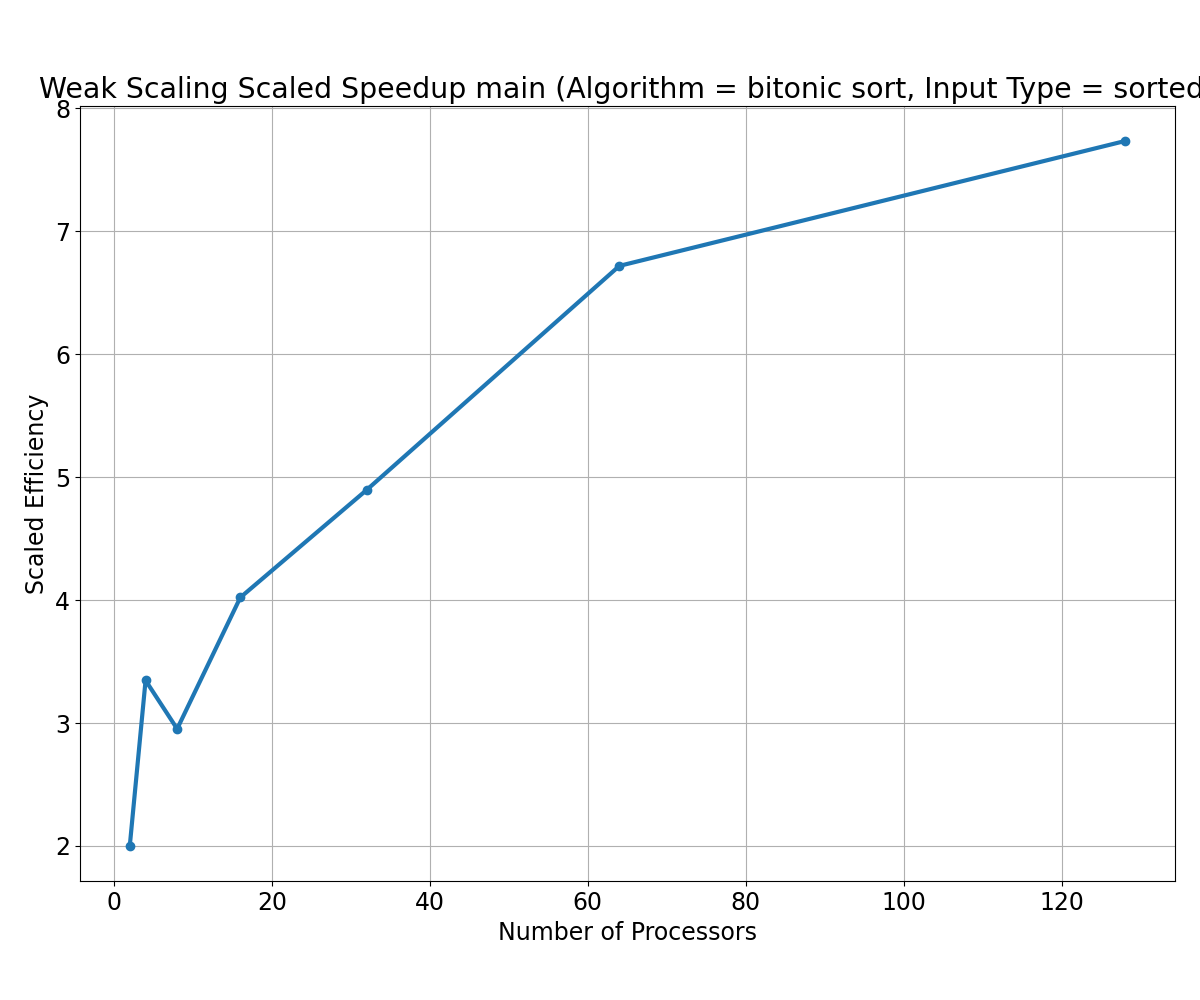 Weak Scaling Scaled Speedup main (Algorithm = bitonic sort, Input Type = sorted
8
7
6
5
4
3
2
Scaled Efficiency
0 20 40 60 80 100 120
Number of Processors